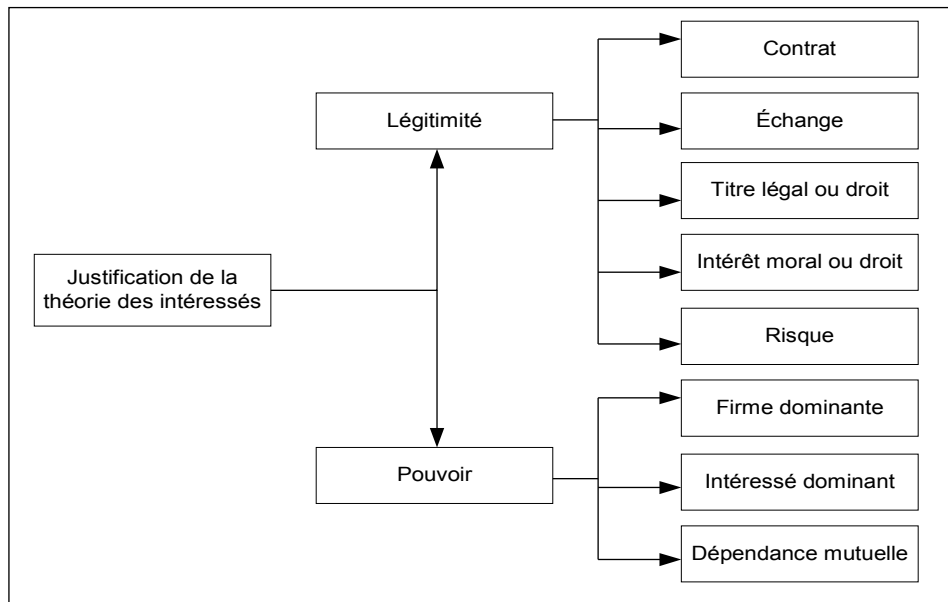 Contrat
Légitimité
Échange
Titre légal ou droit
Justification de la
théorie des intéressés
Intérêt moral ou droit
Risque
Firme dominante
Pouvoir
Intéressé dominant
Dépendance mutuelle